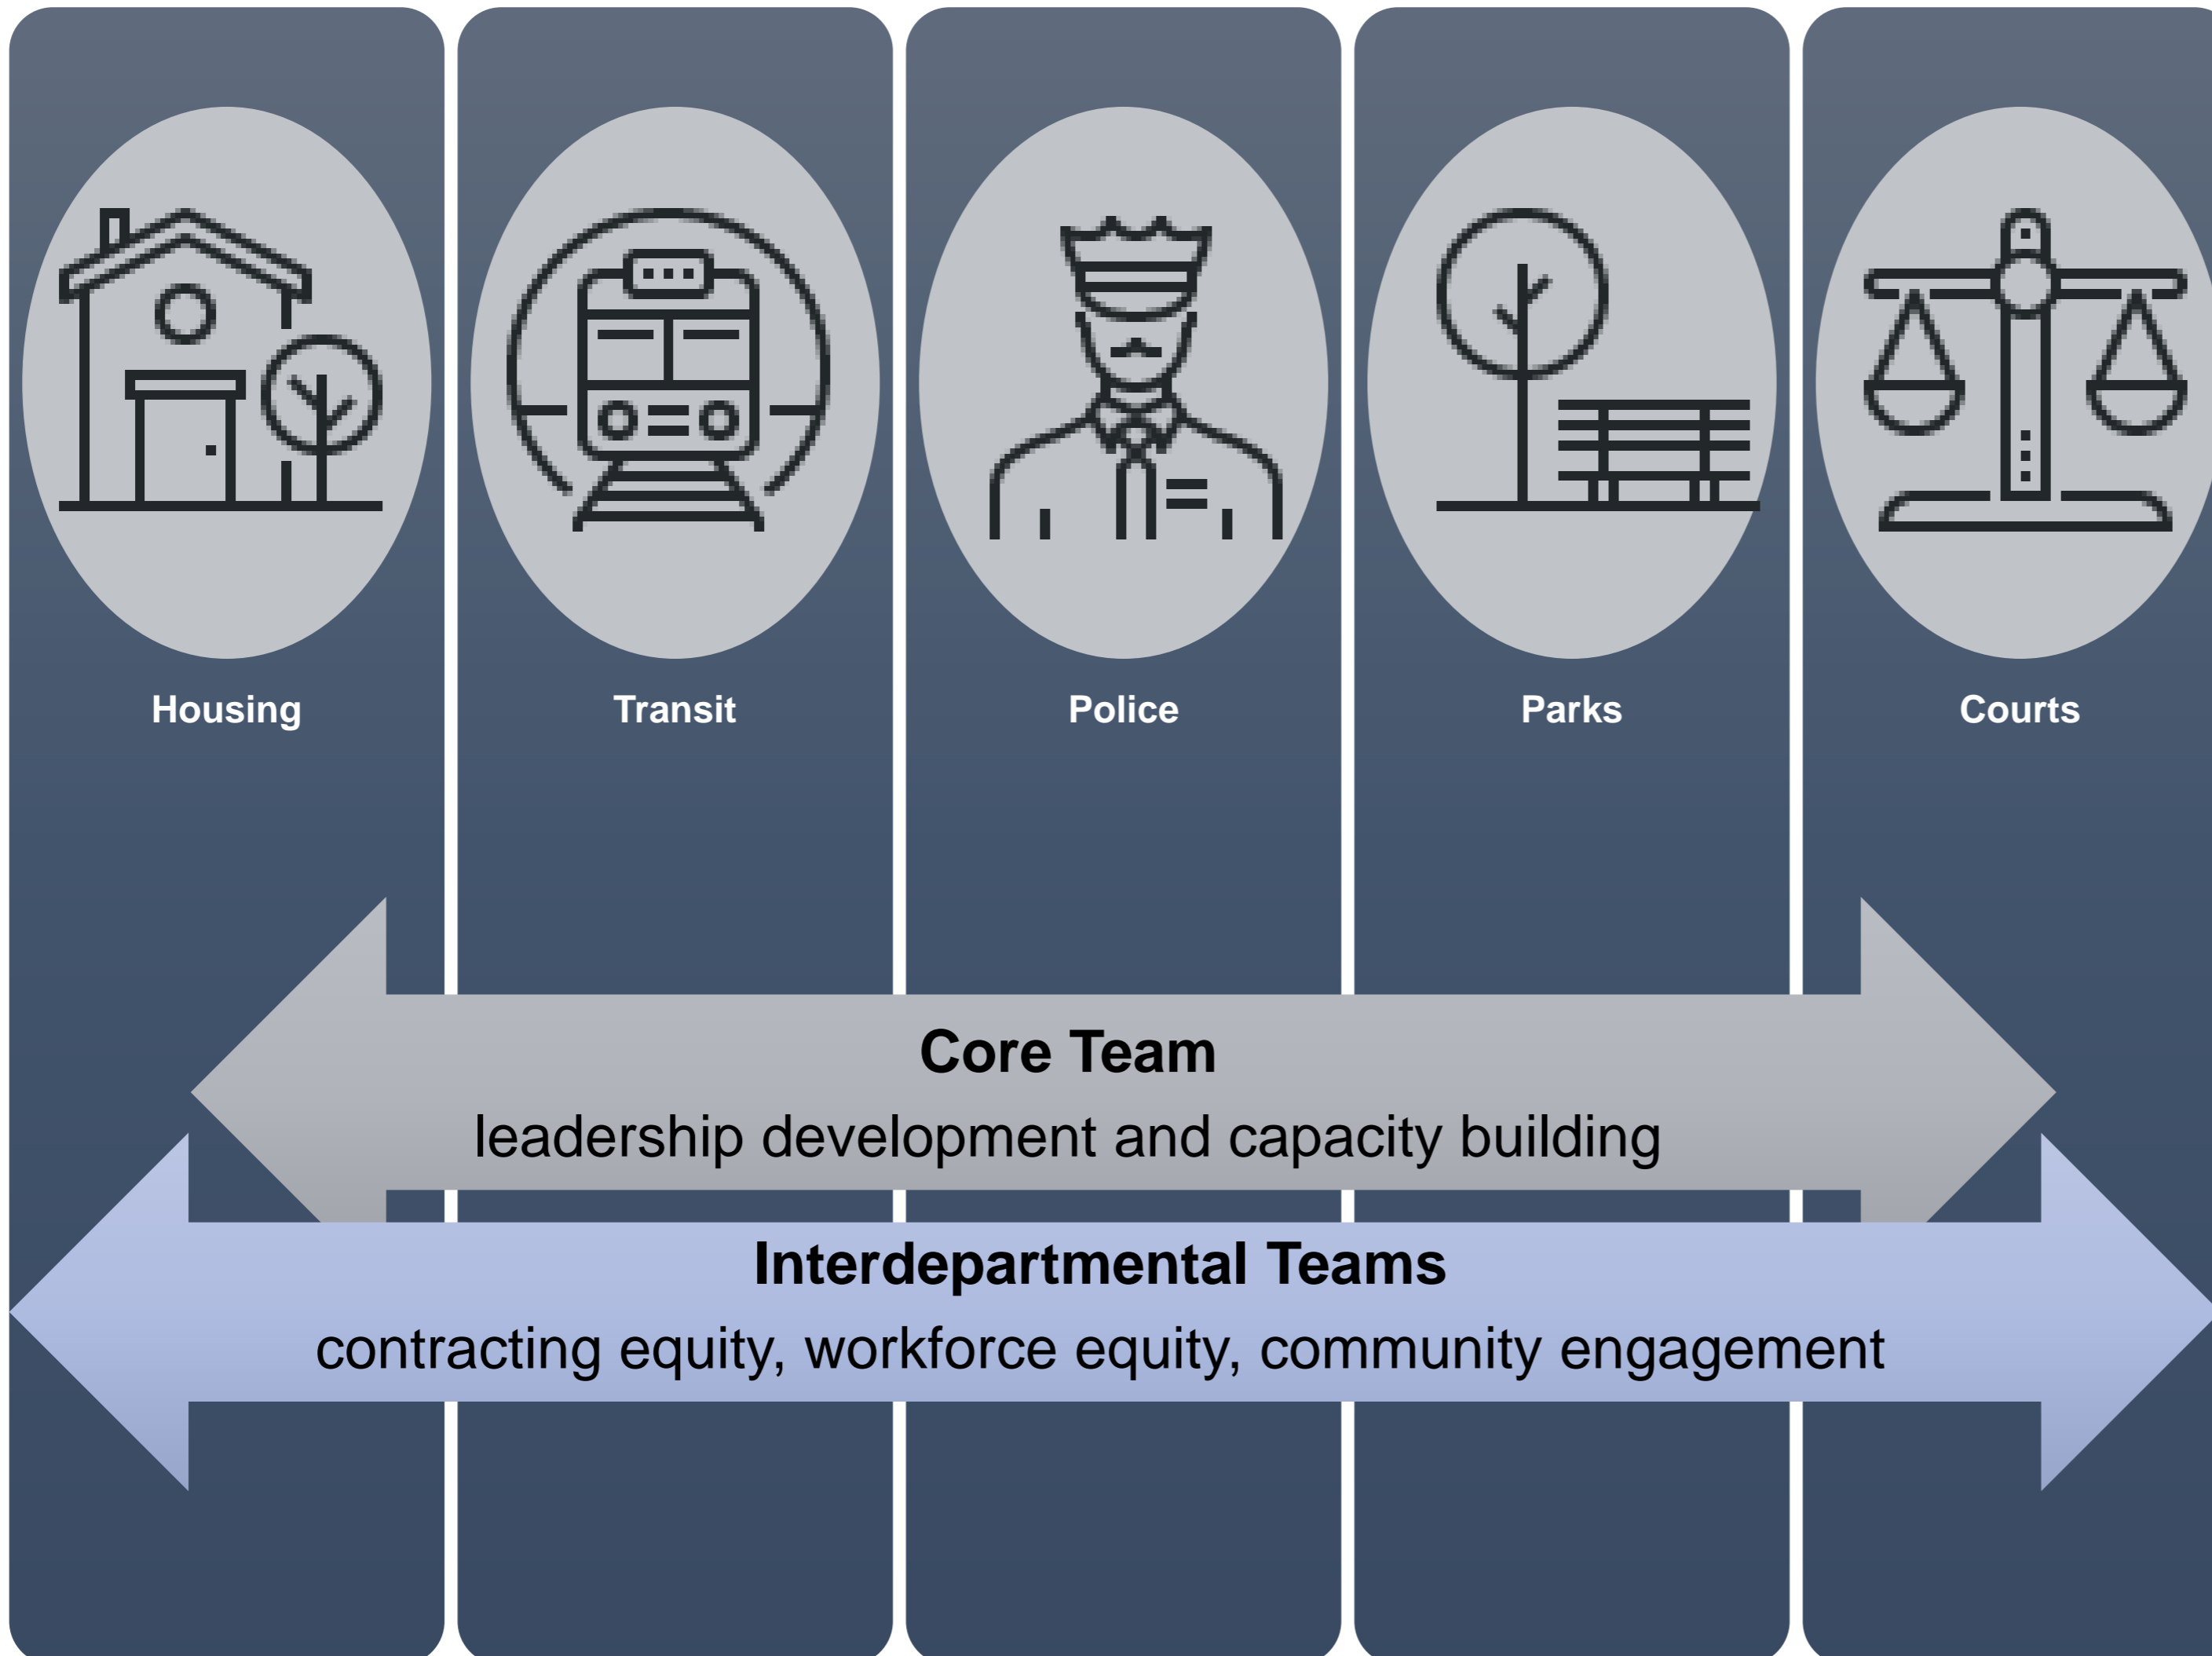 Housing
Transit
Police
Parks
Courts
Core Team
leadership development and capacity building
Interdepartmental Teams
contracting equity, workforce equity, community engagement